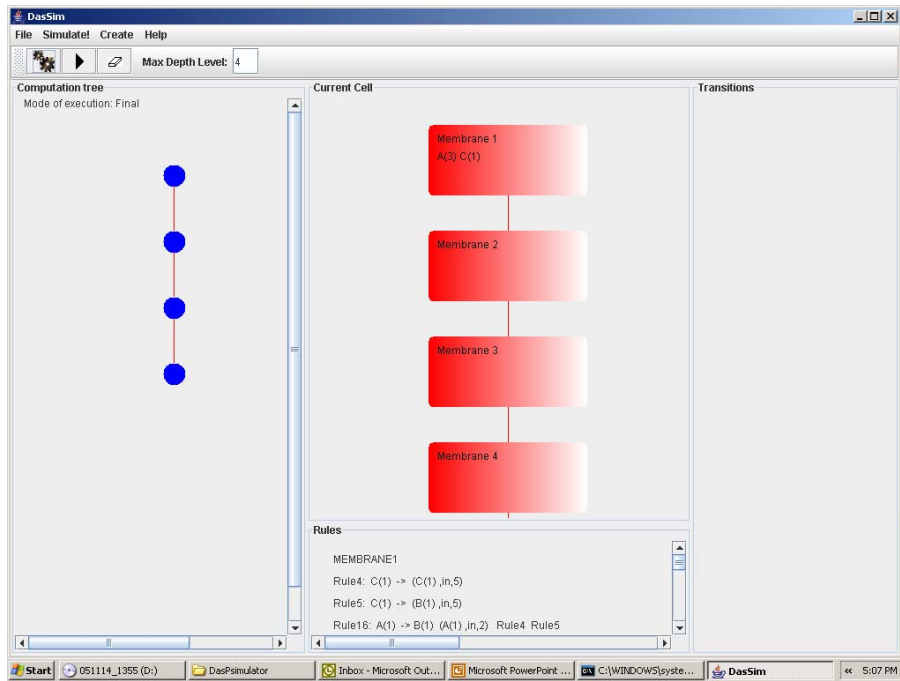 DasSim
File Simulate! Create Help
Max Depth Level: 4
Computation tree
Mode of execution: Final
Current Cell
Membrane 1
A(3) C(1)
Membrane 2
Membrane 3
Membrane 4
Rules
MEMBRANE1
Rule4: C(1) -> (C(1) ,in,5)
Rule5: C(1) -> (B(1) ,in,5)
Rule16: A(1) -> B(1) (A(1) ,in,2) Rule4 Rule5
Transitions
Start 051114_1355 (D:) DasPsimulator Inbox - Microsoft Out... Microsoft PowerPoint ... C:\WINDOWS\syste... DasSim « 5:07 PM